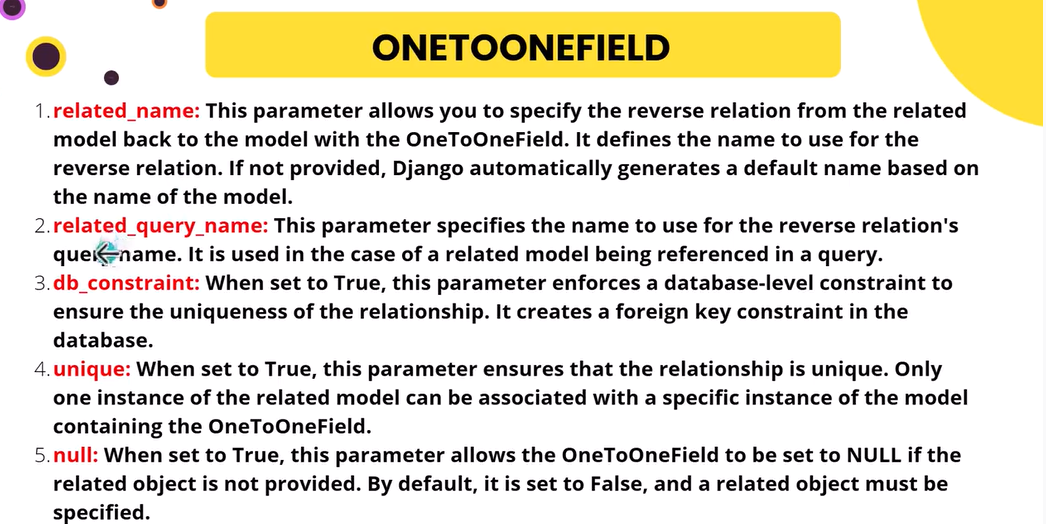 ONETOONEFIELD
1. related_name: This parameter allows you to specify the reverse relation from the related
model back to the model with the OneToOneField. It defines the name to use for the
reverse relation. If not provided, Django automatically generates a default name based on
the name of the model.
2. related_query_name: This parameter specifies the name to use for the reverse relation's
name. It is used in the case of a related model being referenced in a query.
3. db_constraint: When set to True, this parameter enforces a database-level constraint to
ensure the uniqueness of the relationship. It creates a foreign key constraint in the
database.
4. unique: When set to True, this parameter ensures that the relationship is unique. Only
one instance of the related model can be associated with a specific instance of the model
containing the OneToOneField.
5. null: When set to True, this parameter allows the OneToOneField to be set to NULL if the
related object is not provided. By default, it is set to False, and a related object must be
specified.